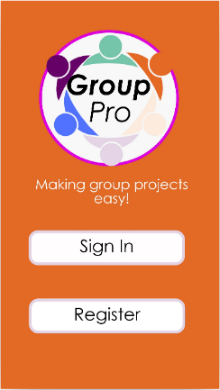 Group
Pro
Making group projects
easy!
Sign In
Register